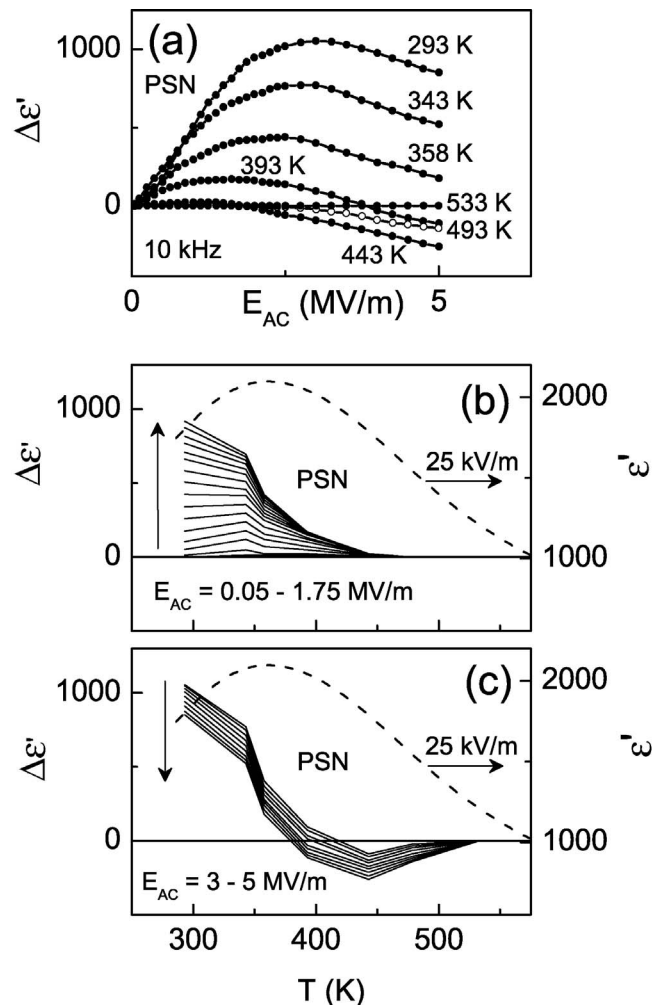 (a)
1000
293 K
PSN
343 K
Δε'
358 K
393 K
533 K
0
493 K
10 kHz
443 K
0
E_AC (MV/m)
5
(b)
1000
2000
Δε'
25 kV/m
ε'
PSN
0
1000
E_AC = 0.05 - 1.75 MV/m
(c)
1000
2000
Δε'
25 kV/m
ε'
PSN
0
1000
E_AC = 3 - 5 MV/m
300
400
500
T (K)